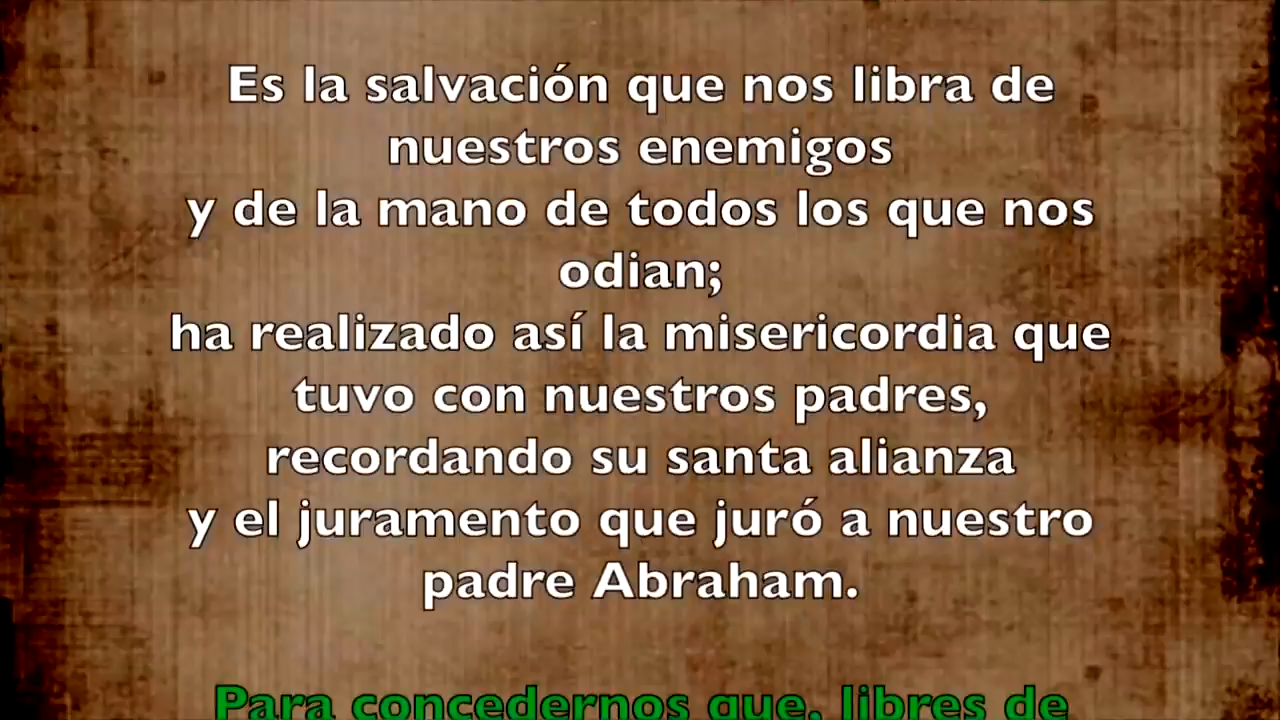 Es la salvación que nos libra de
nuestros enemigos
y de la mano de todos los que nos
odian;
ha realizado así la misericordia que
tuvo con nuestros padres,
recordando su santa alianza
y el juramento que juró a nuestro
padre Abraham.
Para concedernos que, libres de